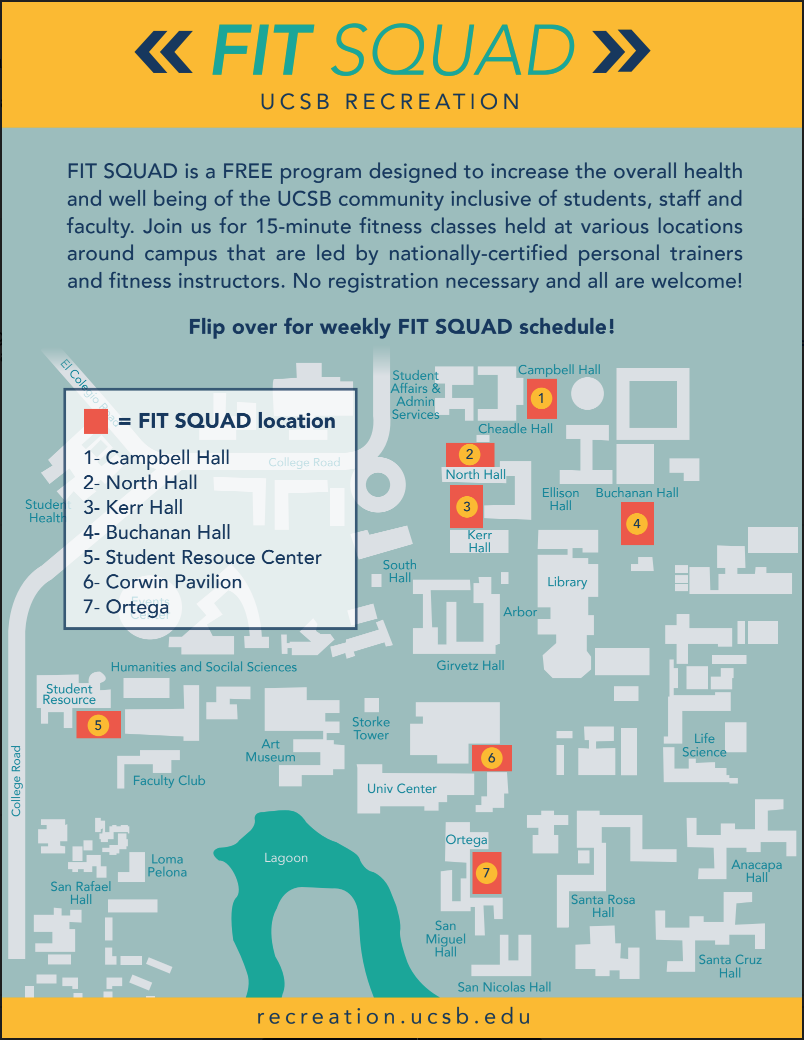 FIT SQUAD
UCSB RECREATION
FIT SQUAD is a FREE program designed to increase the overall health
and well being of the UCSB community inclusive of students, staff and
faculty. Join us for 15-minute fitness classes held at various locations
around campus that are led by nationally-certified personal trainers
and fitness instructors. No registration necessary and all are welcome!
Flip over for weekly FIT SQUAD schedule!
El Colegio Road
= FIT SQUAD location
1- Campbell Hall
2- North Hall
3- Kerr Hall
4- Buchanan Hall
5- Student Resouce Center
6- Corwin Pavilion
7- Ortega
College Road
Student
Health
Events
Center
Student
Affairs &
Admin
Services
Campbell Hall
1
Cheadle Hall
2
North Hall
3
Kerr
Hall
Ellison
Hall
Buchanan Hall
4
South
Hall
Library
Arbor
Girvetz Hall
Humanities and Socilal Sciences
Student
Resource
5
Storke
Tower
Art
Museum
Faculty Club
6
Univ Center
Life
Science
College Road
Lagoon
Loma
Pelona
San Rafael
Hall
Ortega
7
Anacapa
Hall
Santa Rosa
Hall
San
Miguel
Hall
Santa Cruz
Hall
San Nicolas Hall
recreation.ucsb.edu